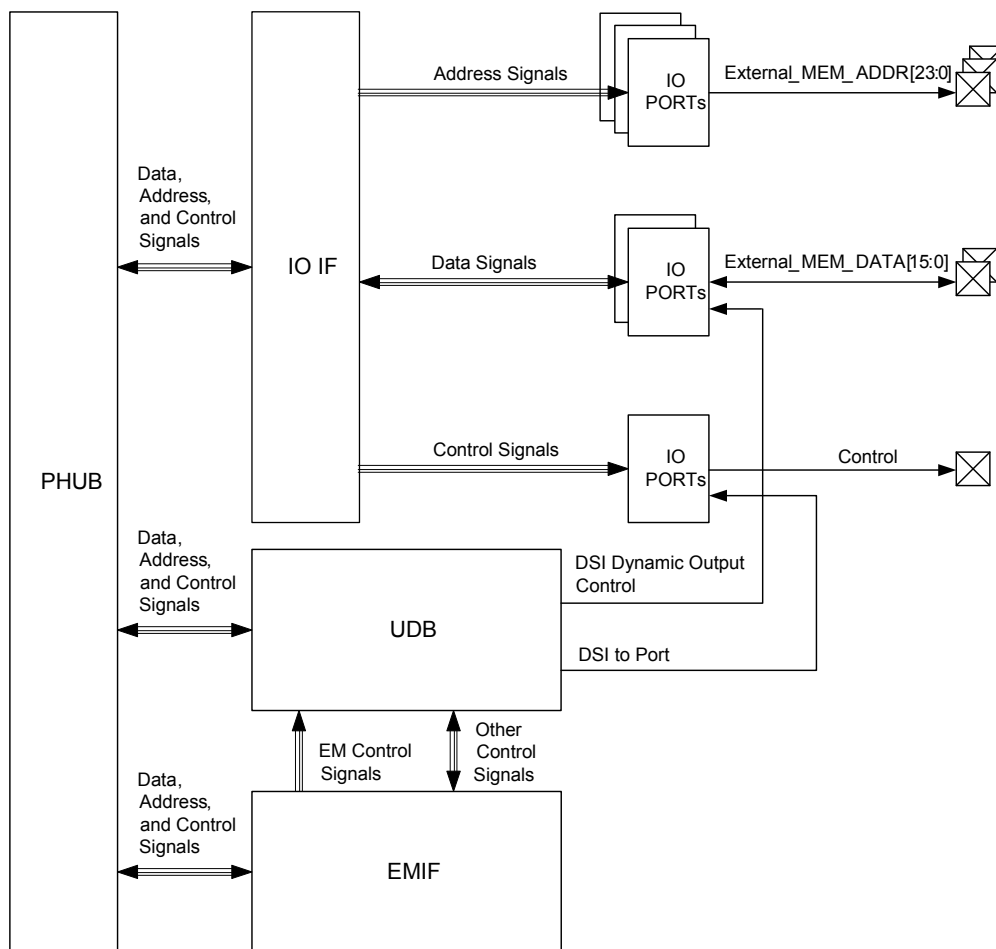 Address Signals
IO
PORTs
External_MEM_ADDR[23:0]
Data,
Address,
and Control
Signals
IO IF
Data Signals
IO
PORTs
External_MEM_DATA[15:0]
Control Signals
IO
PORTs
Control
PHUB
Data,
Address,
and Control
Signals
UDB
DSI Dynamic Output
Control
DSI to Port
EM Control
Signals
Other
Control
Signals
Data,
Address,
and Control
Signals
EMIF